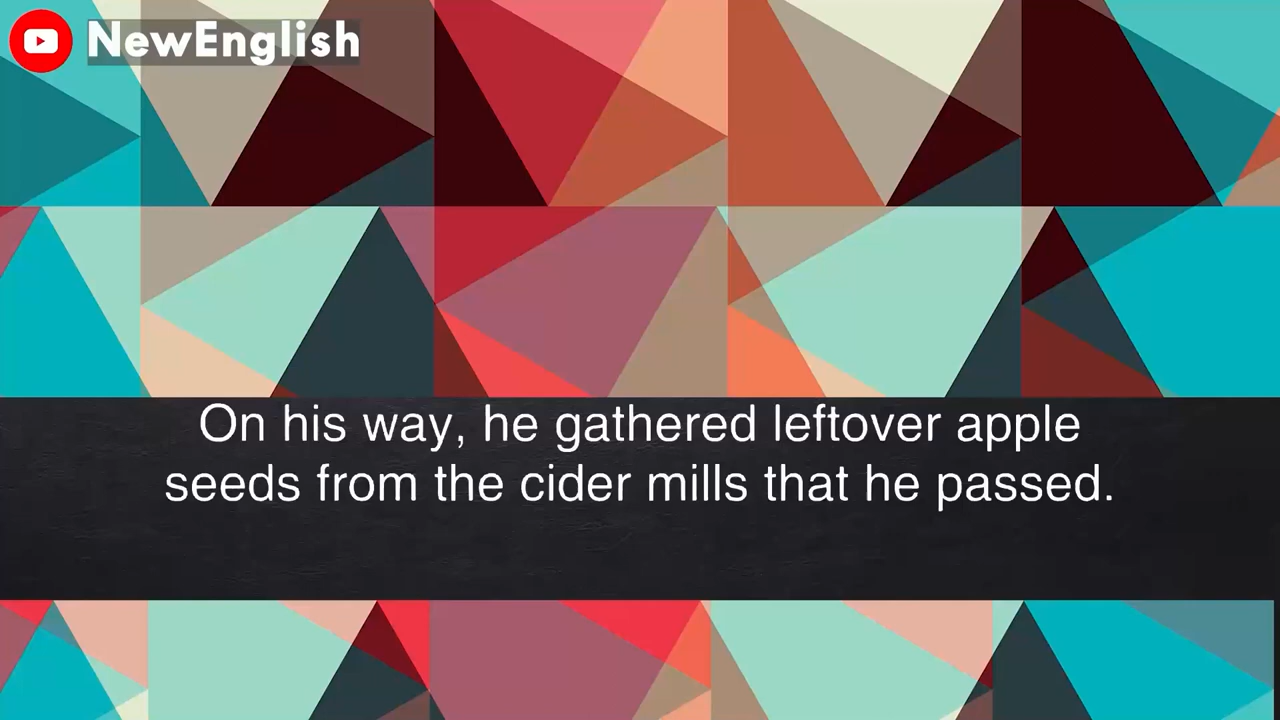 NewEnglish
On his way, he gathered leftover apple
seeds from the cider mills that he passed.